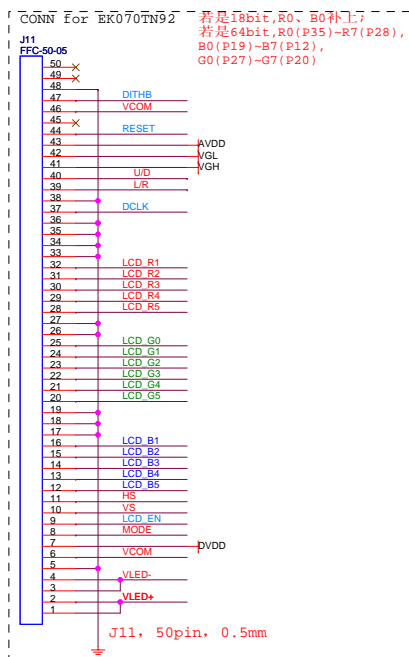 CONN for EK070TN92
若是18bit,R0、B0补上;
若是64bit,R0(P35)~R7(P28),
B0(P19)~B7(P12),
G0(P27)~G7(P20)
J11
FFC-50-05
50
49
48
47 DITHB
46 VCOM
45
44 RESET
43 AVDD
42 VGL
41 VGH
40 U/D
39 L/R
38
37 DCLK
36
35
34
33
32 LCD_R1
31 LCD_R2
30 LCD_R3
29 LCD_R4
28 LCD_R5
27
26
25 LCD_G0
24 LCD_G1
23 LCD_G2
22 LCD_G3
21 LCD_G4
20 LCD_G5
19
18
17
16 LCD_B1
15 LCD_B2
14 LCD_B3
13 LCD_B4
12 LCD_B5
11 HS
10 VS
9 LCD_EN
8 MODE
7 DVDD
6 VCOM
5
4 VLED-
3
2 VLED+
1
J11, 50pin, 0.5mm